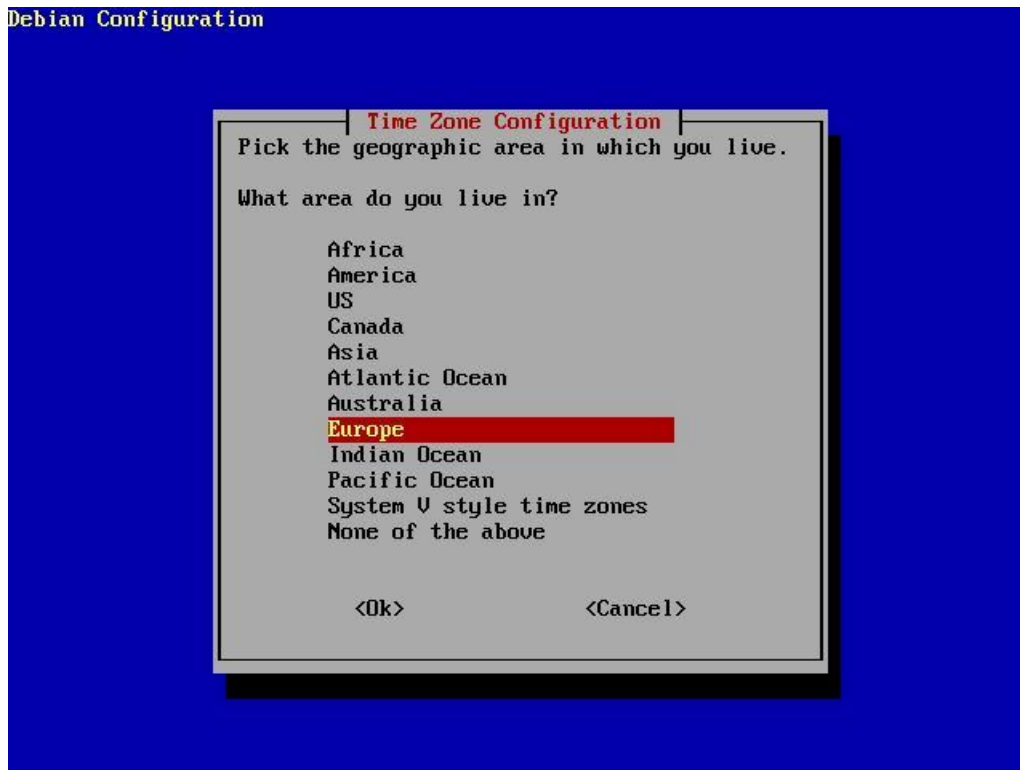 Debian Configuration
Time Zone Configuration
Pick the geographic area in which you live.
What area do you live in?
Africa
America
US
Canada
Asia
Atlantic Ocean
Australia
Europe
Indian Ocean
Pacific Ocean
System V style time zones
None of the above
<Ok> <Cancel>